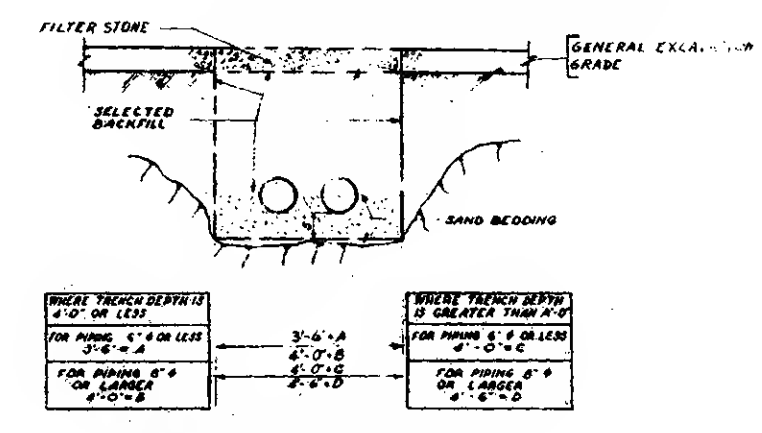 FILTER STONE
GENERAL
GRADE
SELECTED
BACKFILL
SAND BEDDING
WHERE TRENCH DEPTH IS
4'-0" OR LESS
FOR PIPING 6" φ OR LESS
3'-6" = A
FOR PIPING 8" φ
OR LARGER
4'-0" = B
3'-6" = A
4'-0" = B
4'-0" = C
4'-6" = D
WHERE TRENCH DEPTH
IS GREATER THAN 4'-0"
FOR PIPING 6" φ OR LESS
4'-0" = C
FOR PIPING 8" φ
OR LARGER
4'-6" = D